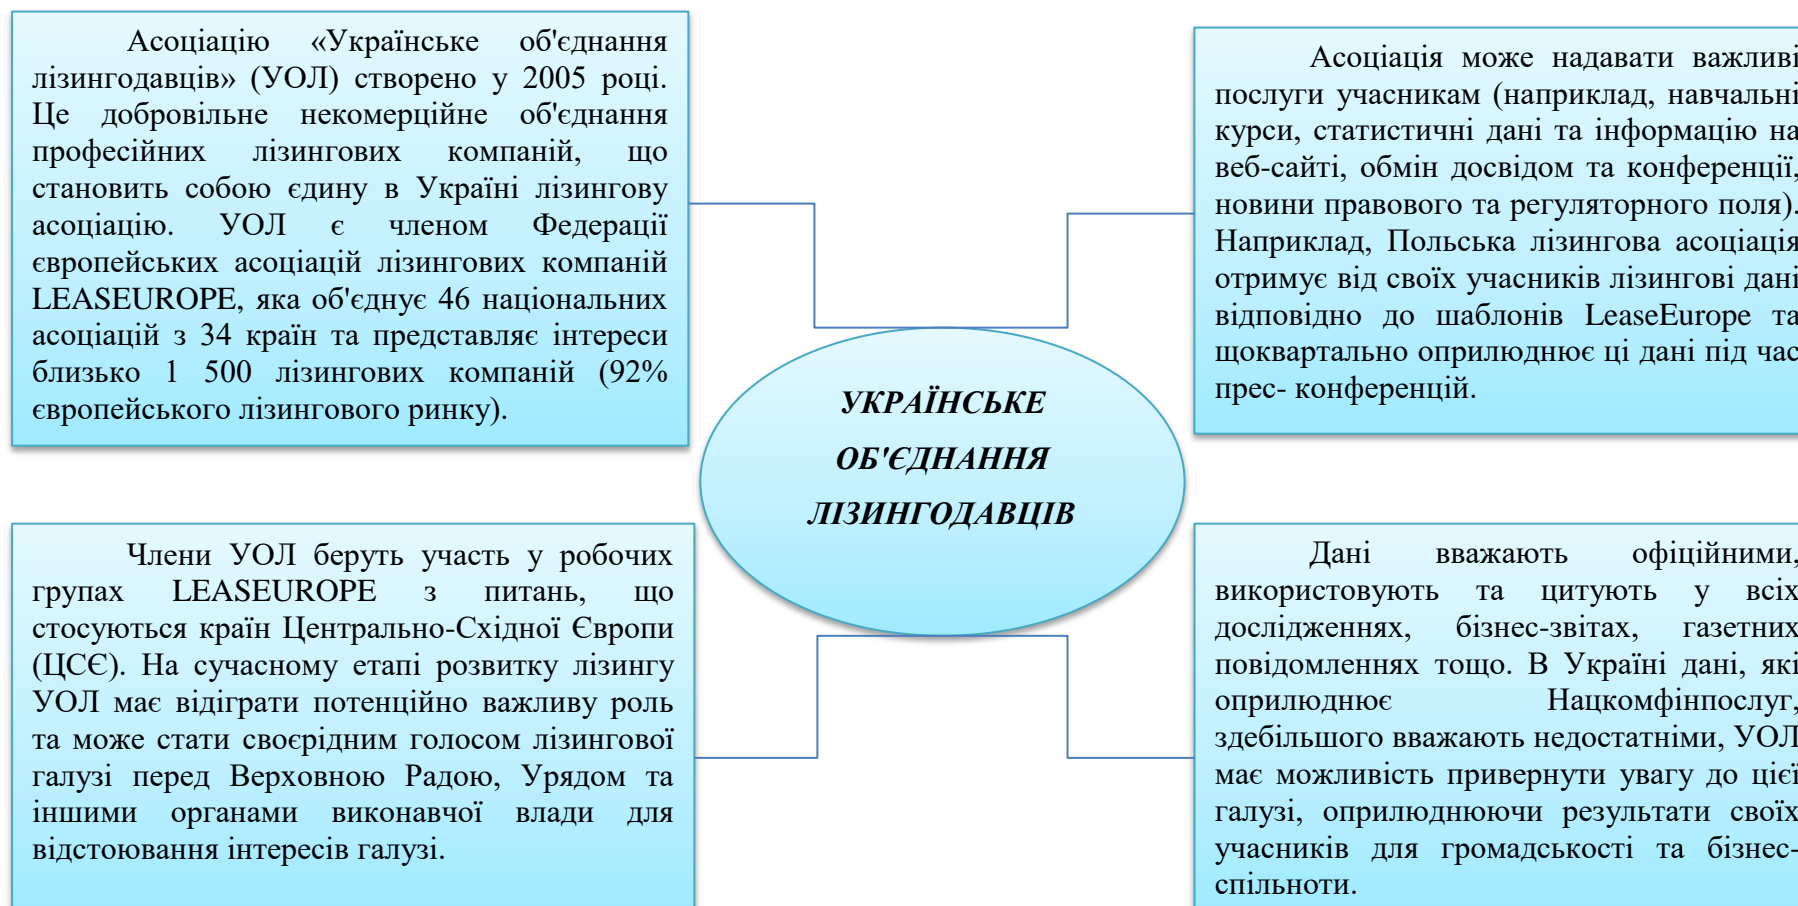 Асоціацію «Українське об'єднання
лізингодавців» (УОЛ) створено у 2005 році.
Це добровільне некомерційне об'єднання
професійних лізингових компаній, що
становить собою єдину в Україні лізингову
асоціацію. УОЛ є членом Федерації
європейських асоціацій лізингових компаній
LEASEUROPE, яка об'єднує 46 національних
асоціацій з 34 країн та представляє інтереси
близько 1 500 лізингових компаній (92%
європейського лізингового ринку).
Асоціація може надавати важливі
послуги учасникам (наприклад, навчальні
курси, статистичні дані та інформацію на
веб-сайті, обмін досвідом та конференції,
новини правового та регуляторного поля).
Наприклад, Польська лізингова асоціація
отримує від своїх учасників лізингові дані
відповідно до шаблонів LeaseEurope та
щоквартально оприлюднює ці дані під час
прес- конференцій.
УКРАЇНСЬКЕ
ОБ'ЄДНАННЯ
ЛІЗИНГОДАВЦІВ
Члени УОЛ беруть участь у робочих
групах LEASEUROPE з питань, що
стосуються країн Центрально-Східної Європи
(ЦСЄ). На сучасному етапі розвитку лізингу
УОЛ має відіграти потенційно важливу роль
та може стати своєрідним голосом лізингової
галузі перед Верховною Радою, Урядом та
іншими органами виконавчої влади для
відстоювання інтересів галузі.
Дані вважають офіційними,
використовують та цитують у всіх
дослідженнях, бізнес-звітах, газетних
повідомленнях тощо. В Україні дані, які
оприлюднює Нацкомфінпослуг,
здебільшого вважають недостатніми, УОЛ
має можливість привернути увагу до цієї
галузі, оприлюднюючи результати своїх
учасників для громадськості та бізнес-
спільноти.